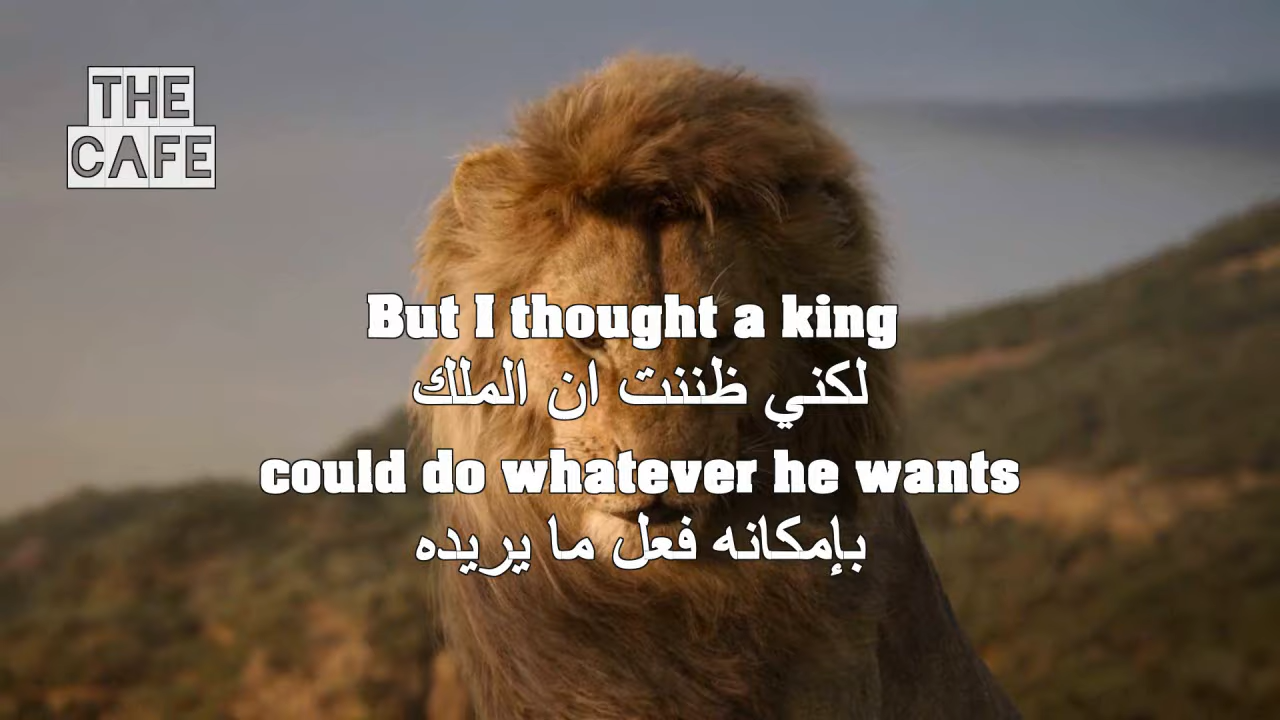 THE
CAFE
But I thought a king
لكني ظننت ان الملك
could do whatever he wants
بإمكانه فعل ما يريده